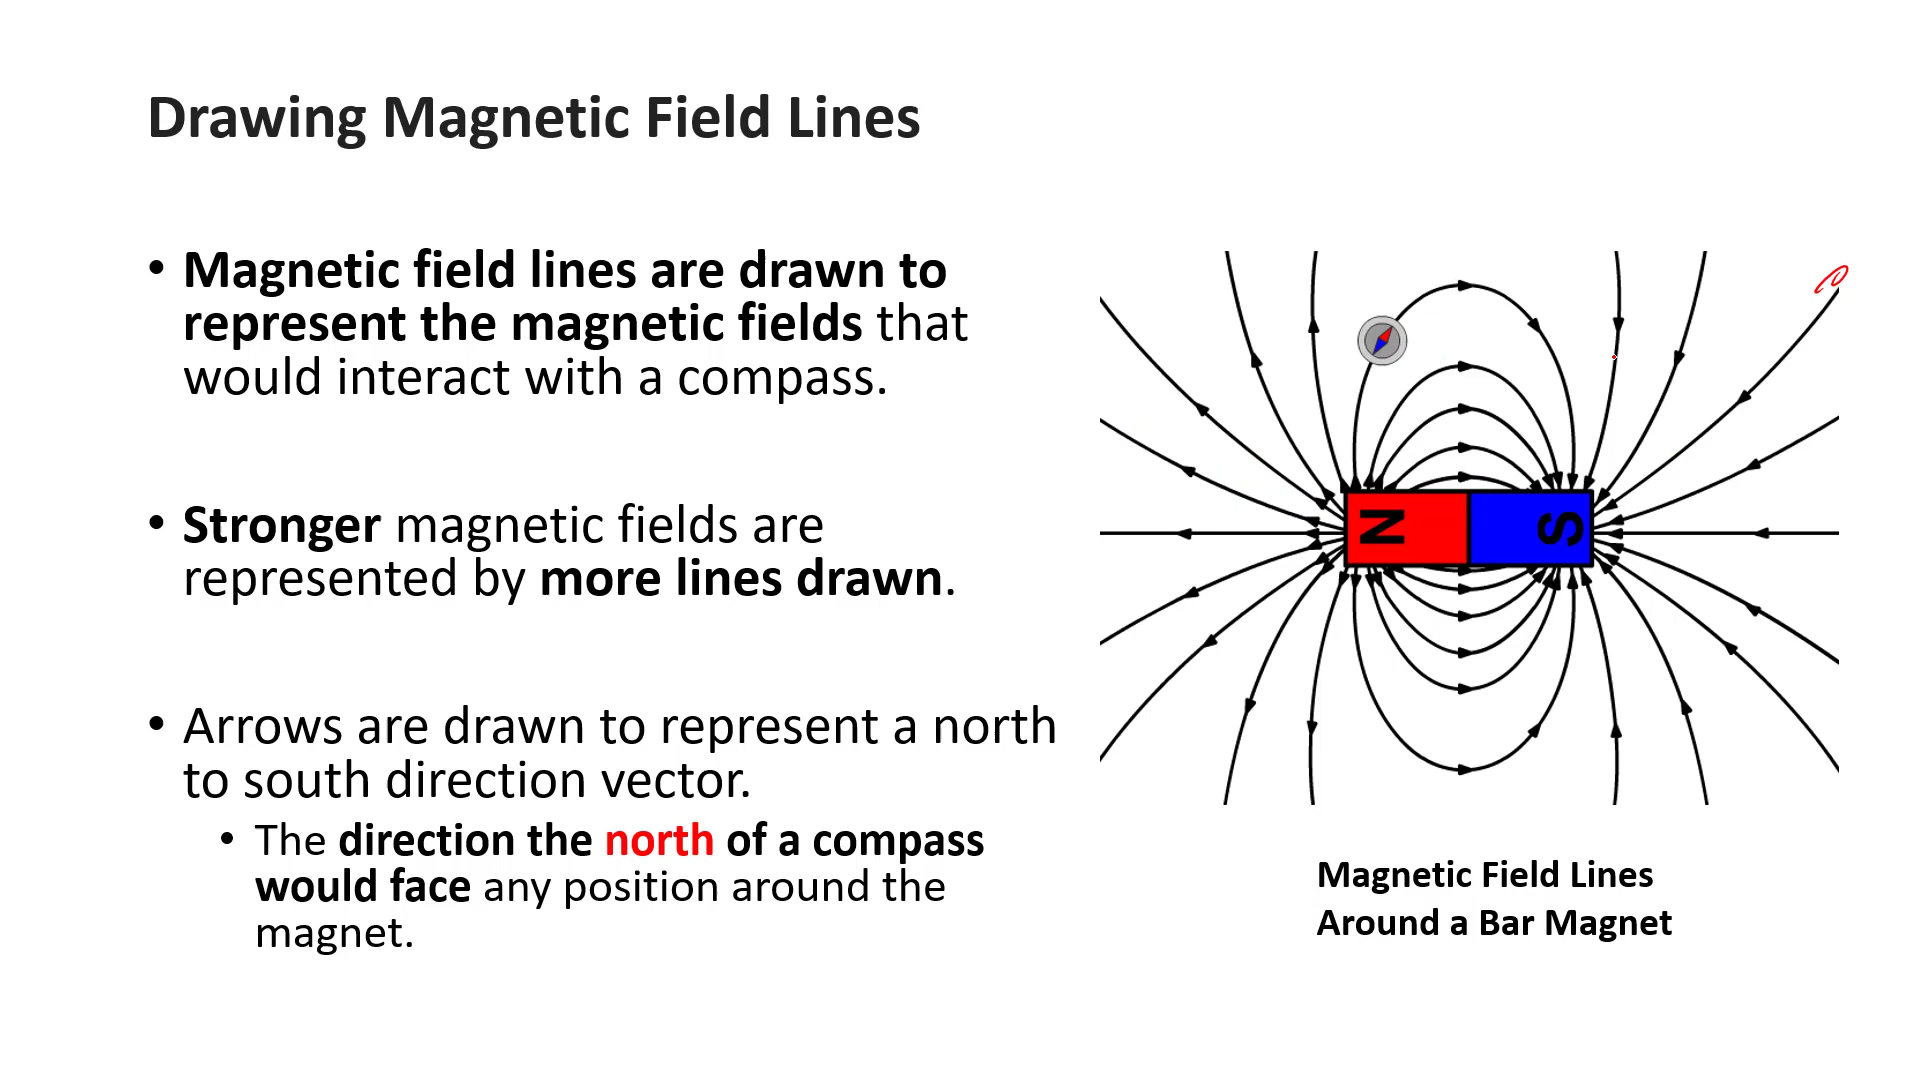 Drawing Magnetic Field Lines
• Magnetic field lines are drawn to
represent the magnetic fields that
would interact with a compass.
• Stronger magnetic fields are
represented by more lines drawn.
• Arrows are drawn to represent a north
to south direction vector.
• The direction the north of a compass
would face any position around the
magnet.
N S
Magnetic Field Lines
Around a Bar Magnet